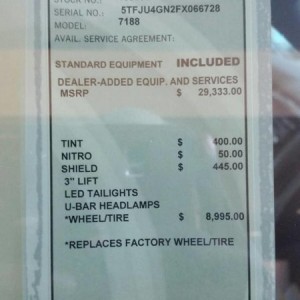 STOCK NO.:
SERIAL NO.: 5TFJU4GN2FX066728
MODEL: 7188
AVAIL. SERVICE AGREEMENT:
STANDARD EQUIPMENT INCLUDED
DEALER-ADDED EQUIP. AND SERVICES
MSRP $ 29,333.00
TINT $ 400.00
NITRO $ 50.00
SHIELD $ 445.00
3" LIFT
LED TAILIGHTS
U-BAR HEADLAMPS
*WHEEL/TIRE $ 8,995.00
*REPLACES FACTORY WHEEL/TIRE